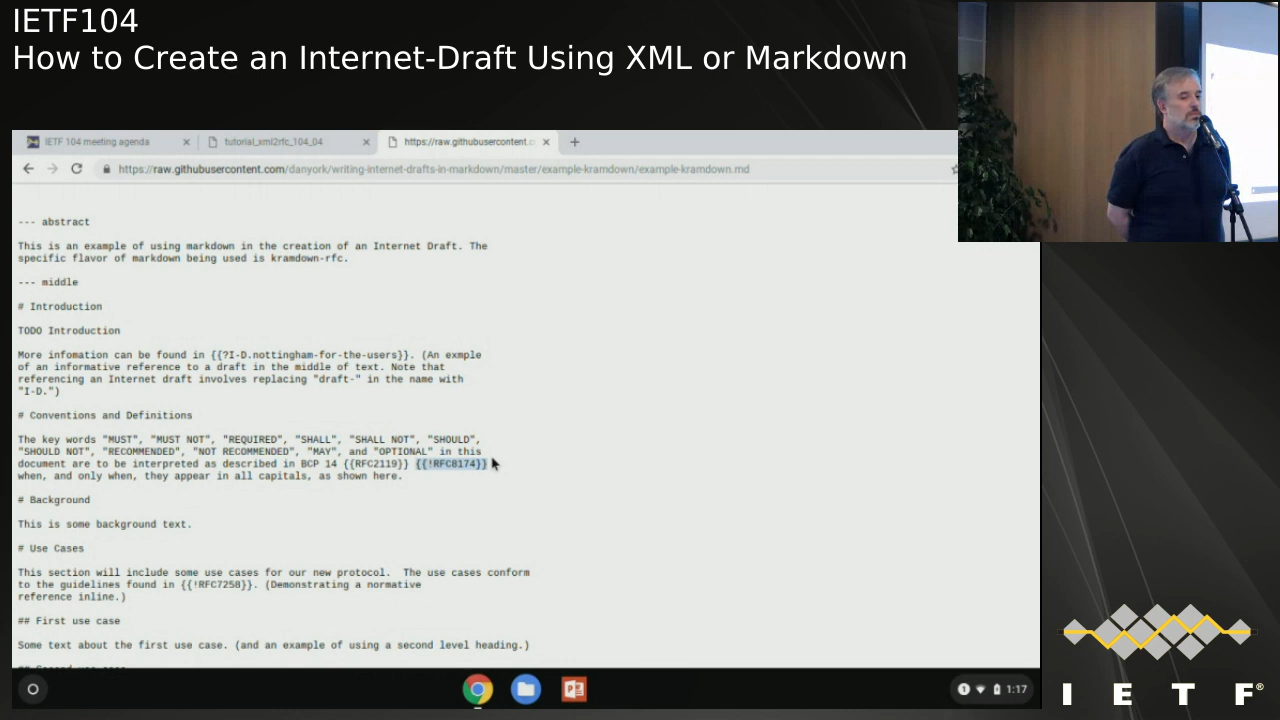 IETF104
How to Create an Internet-Draft Using XML or Markdown
IETF 104 meeting agenda
tutorial_xml2rfc_104_04
https://raw.githubusercontent.c
https://raw.githubusercontent.com/danyork/writing-internet-drafts-in-markdown/master/example-kramdown/example-kramdown.md
--- abstract
This is an example of using markdown in the creation of an Internet Draft. The
specific flavor of markdown being used is kramdown-rfc.
--- middle
# Introduction
TODO Introduction
More infomation can be found in {{?I-D.nottingham-for-the-users}}. (An exmple
of an informative reference to a draft in the middle of text. Note that
referencing an Internet draft involves replacing "draft-" in the name with
"I-D.")
# Conventions and Definitions
The key words "MUST", "MUST NOT", "REQUIRED", "SHALL", "SHALL NOT", "SHOULD",
"SHOULD NOT", "RECOMMENDED", "NOT RECOMMENDED", "MAY", and "OPTIONAL" in this
document are to be interpreted as described in BCP 14 {{RFC2119}} {{!RFC8174}}
when, and only when, they appear in all capitals, as shown here.
# Background
This is some background text.
# Use Cases
This section will include some use cases for our new protocol.  The use cases conform
to the guidelines found in {{!RFC7258}}. (Demonstrating a normative
reference inline.)
## First use case
Some text about the first use case. (and an example of using a second level heading.)
## Second use case
1 1:17
I E T F®